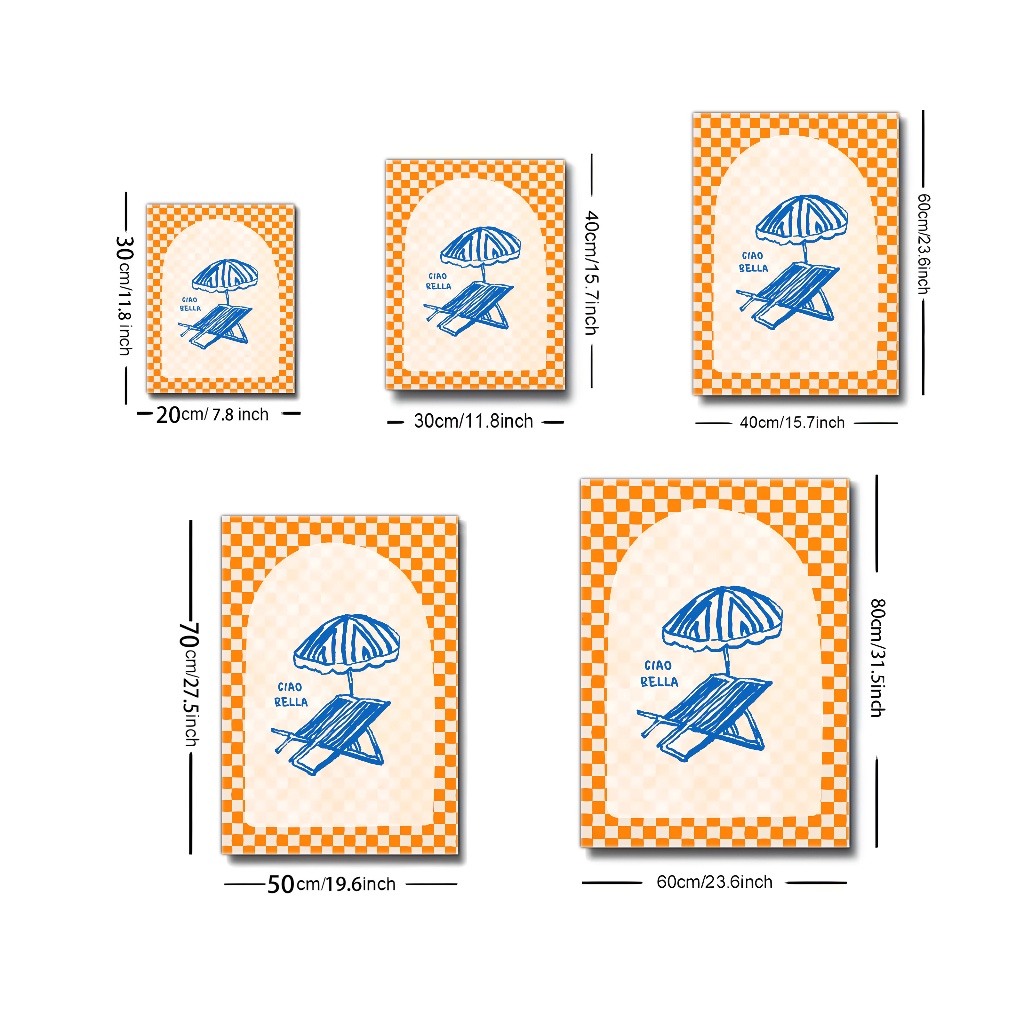 30cm/11.8 inch
CIAO
BELLA
20cm/ 7.8 inch
40cm/15.7inch
CIAO
BELLA
30cm/11.8inch
60cm/23.6inch
CIAO
BELLA
40cm/15.7inch
70cm/27.5inch
CIAO
BELLA
50cm/19.6inch
80cm/31.5inch
CIAO
BELLA
60cm/23.6inch